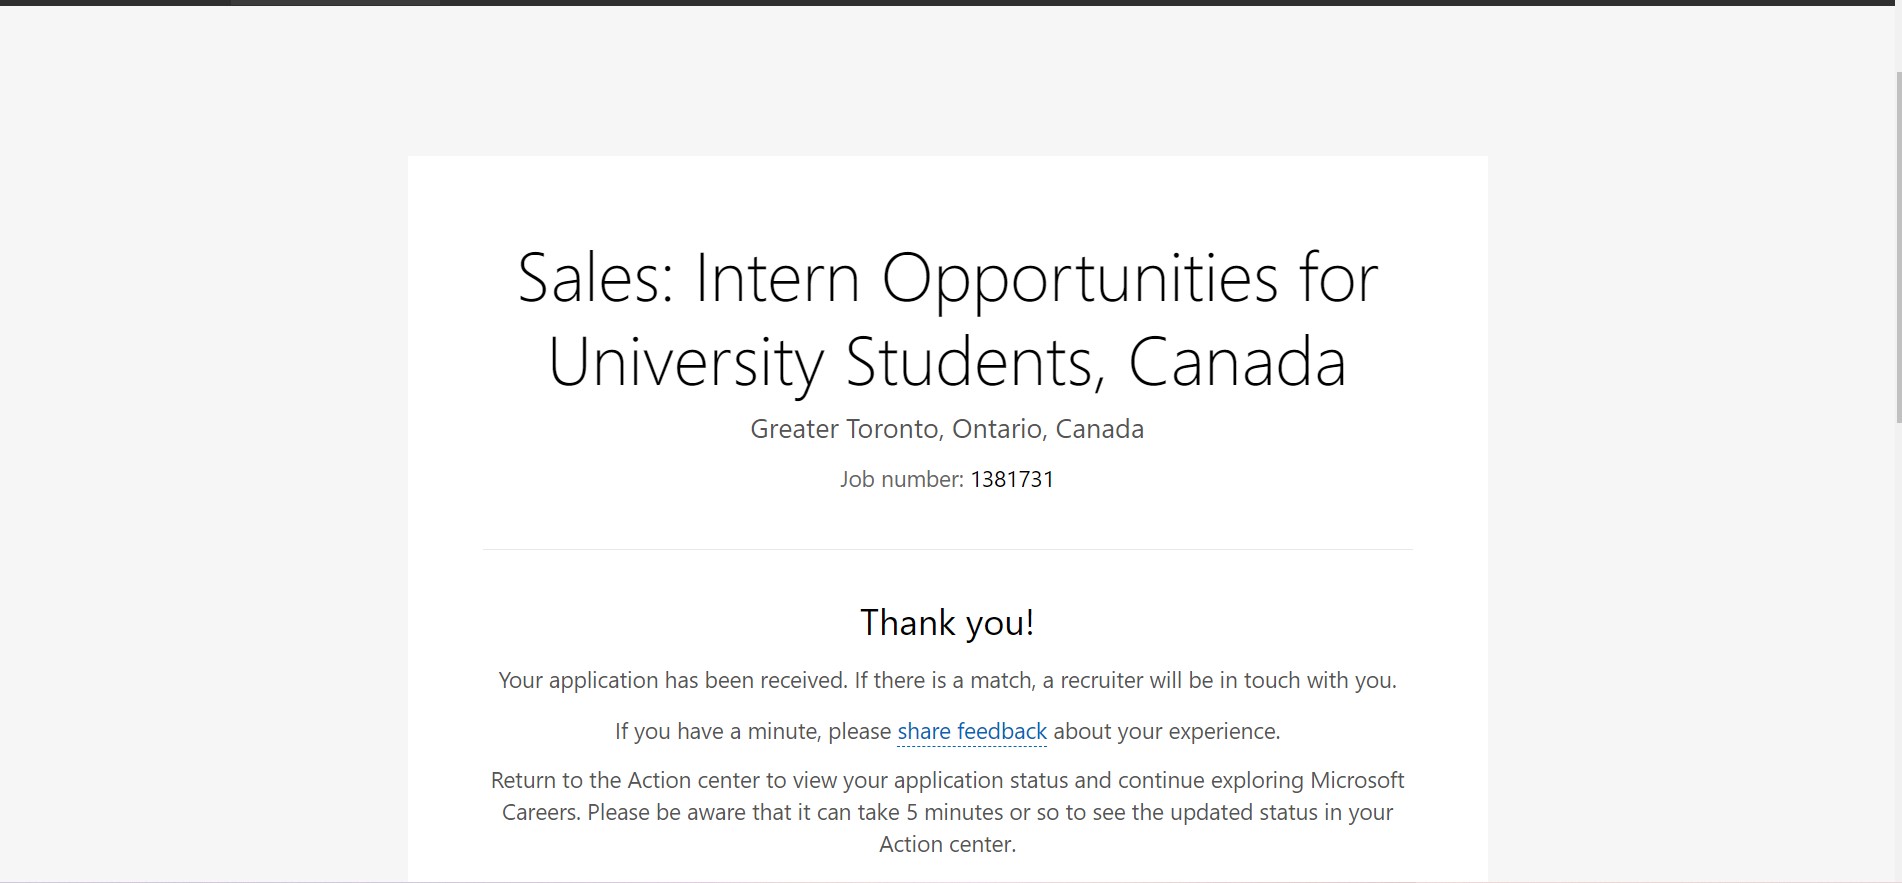 Sales: Intern Opportunities for
University Students, Canada
Greater Toronto, Ontario, Canada
Job number: 1381731
Thank you!
Your application has been received. If there is a match, a recruiter will be in touch with you.
If you have a minute, please share feedback about your experience.
Return to the Action center to view your application status and continue exploring Microsoft
Careers. Please be aware that it can take 5 minutes or so to see the updated status in your
Action center.